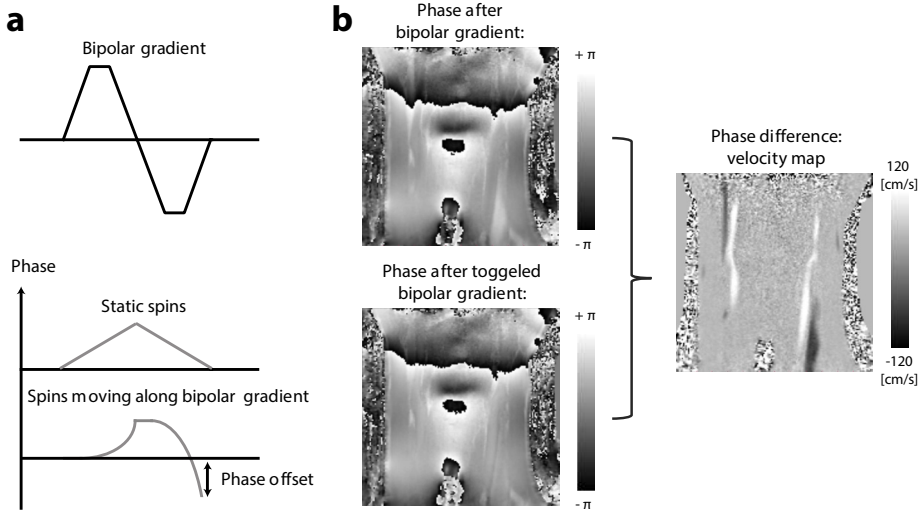 a
Bipolar gradient
Phase
Static spins
Spins moving along bipolar gradient
Phase offset
b
Phase after
bipolar gradient:
+ π
- π
Phase after toggeled
bipolar gradient:
+ π
- π
Phase difference:
velocity map
120
[cm/s]
-120
[cm/s]